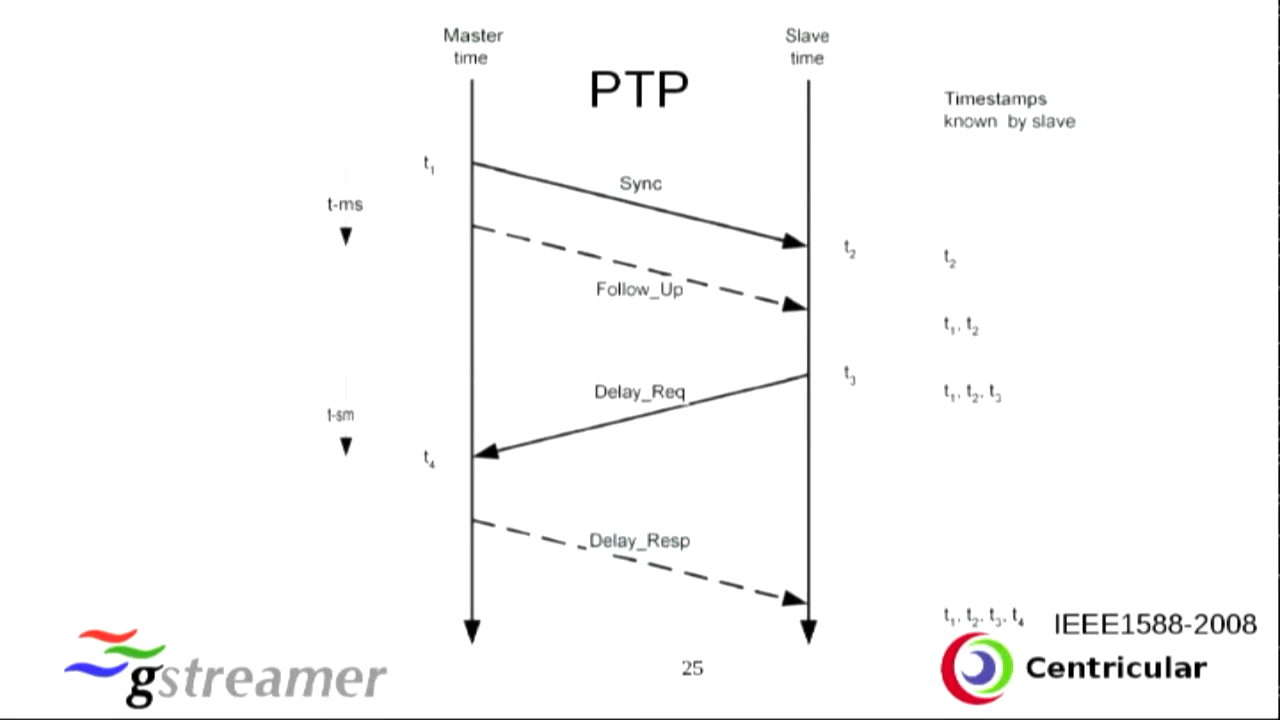 Master
time
Slave
time
PTP
Timestamps
known by slave
t1
Sync
t-ms
t2
t2
Follow_Up
t1, t2
t3
Delay_Req
t1, t2, t3
t-sm
t4
Delay_Resp
t1, t2, t3, t4
IEEE1588-2008
gstreamer
25
Centricular